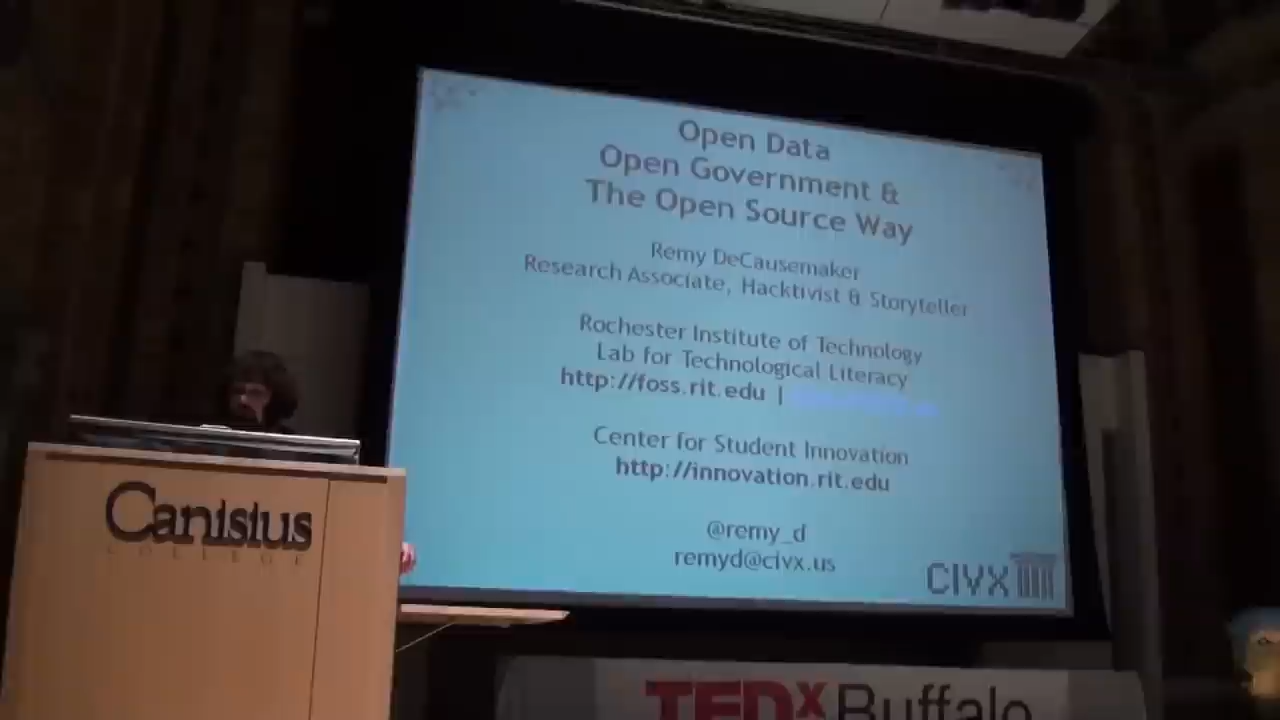 Open Data
Open Government &
The Open Source Way
Remy DeCausemaker
Research Associate, Hacktivist & Storyteller
Rochester Institute of Technology
Lab for Technological Literacy
http://foss.rit.edu |
Center for Student Innovation
http://innovation.rit.edu
@remy_d
remyd@civx.us
CIVX
Canisius
COLLEGE
TEDx Buffalo